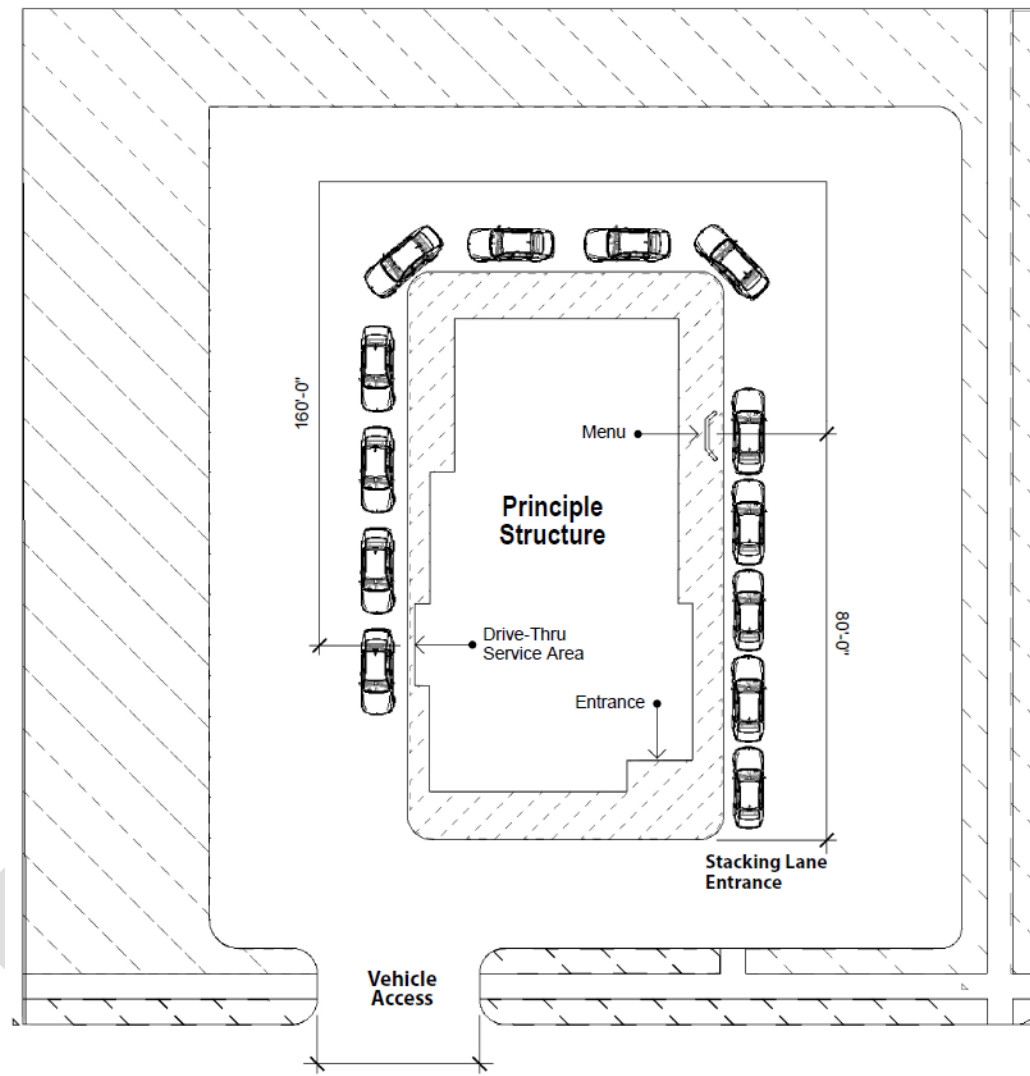 160'-0"
Menu
Principle
Structure
80'-0"
Drive-Thru
Service Area
Entrance
Stacking Lane
Entrance
Vehicle
Access